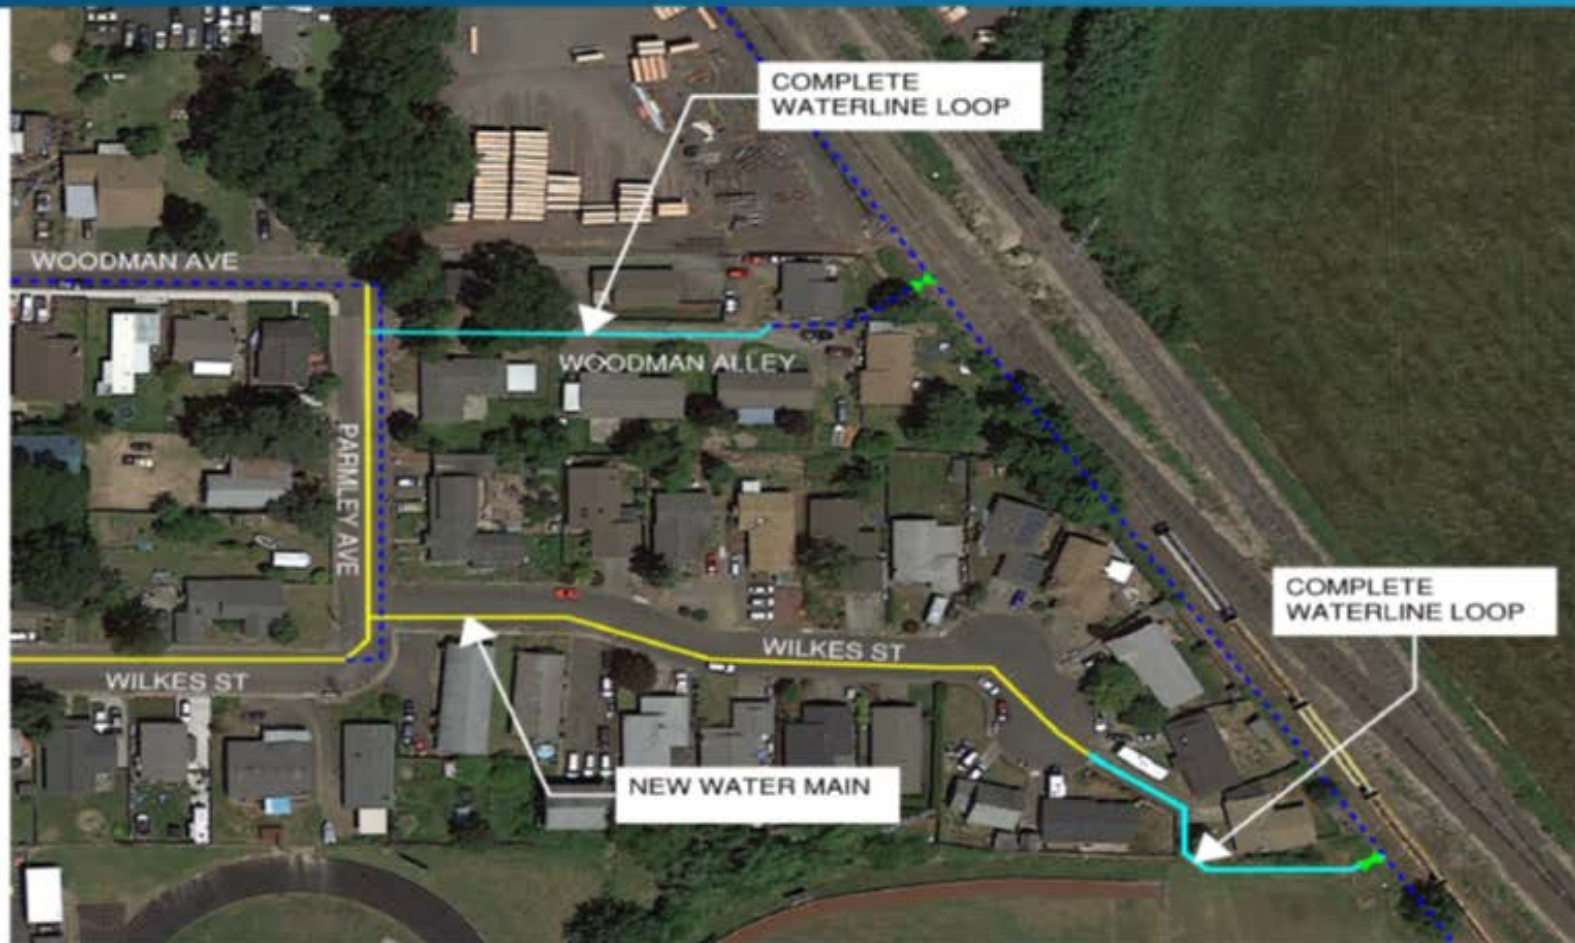 COMPLETE
WATERLINE LOOP
WOODMAN AVE
WOODMAN ALLEY
PARMLEY AVE
COMPLETE
WATERLINE LOOP
WILKES ST
WILKES ST
NEW WATER MAIN